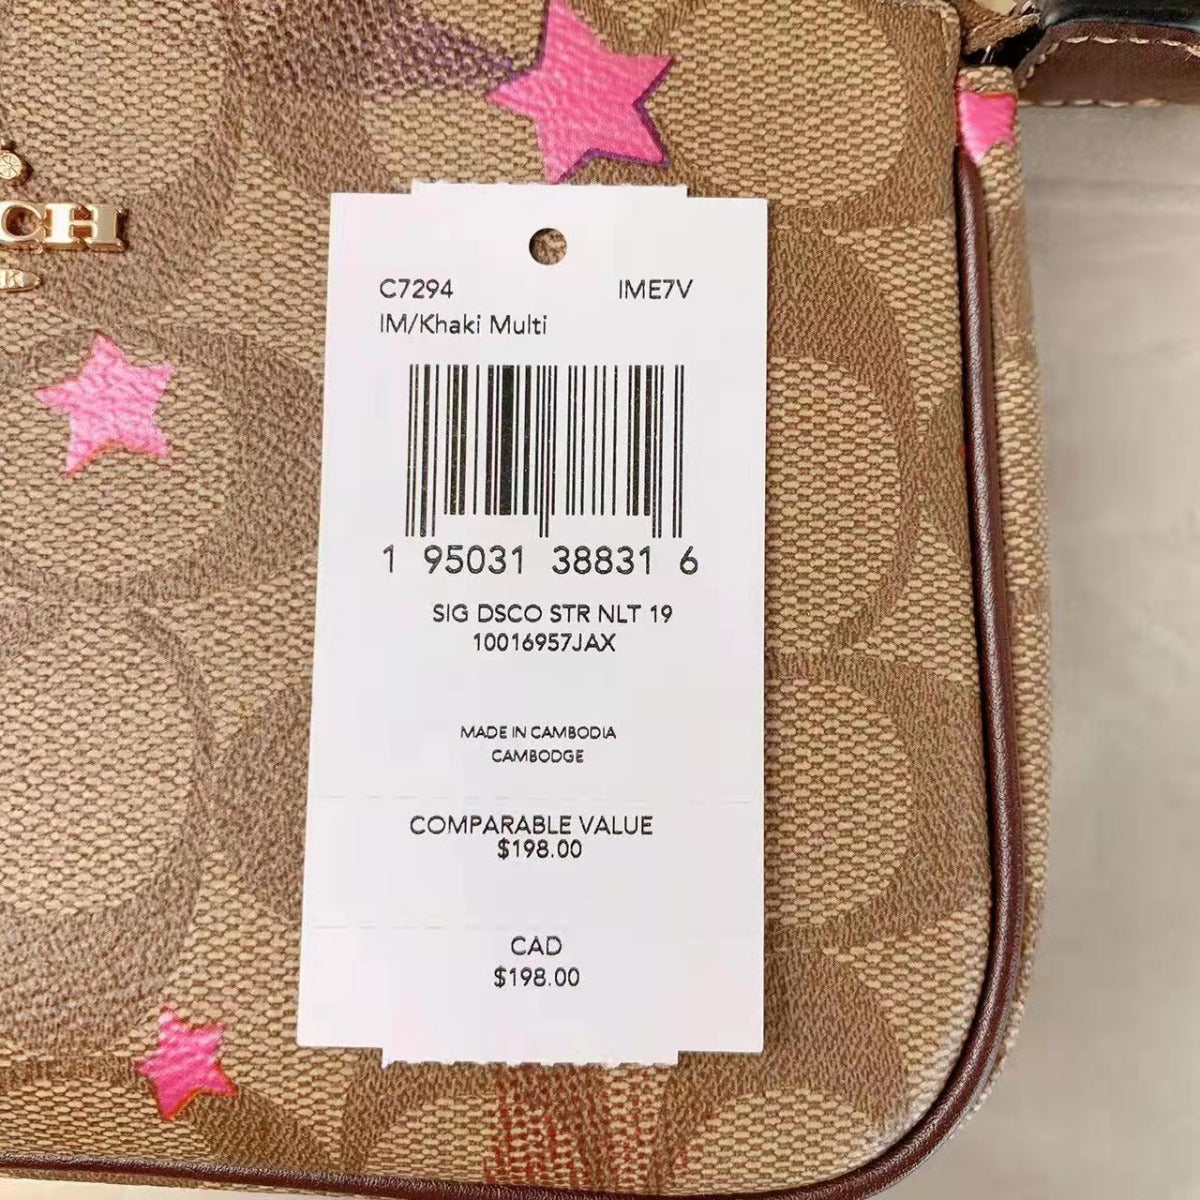 CH
K
C7294 IME7V
IM/Khaki Multi
1 95031 38831 6
SIG DSCO STR NLT 19
10016957JAX
MADE IN CAMBODIA
CAMBODGE
COMPARABLE VALUE
$198.00
CAD
$198.00